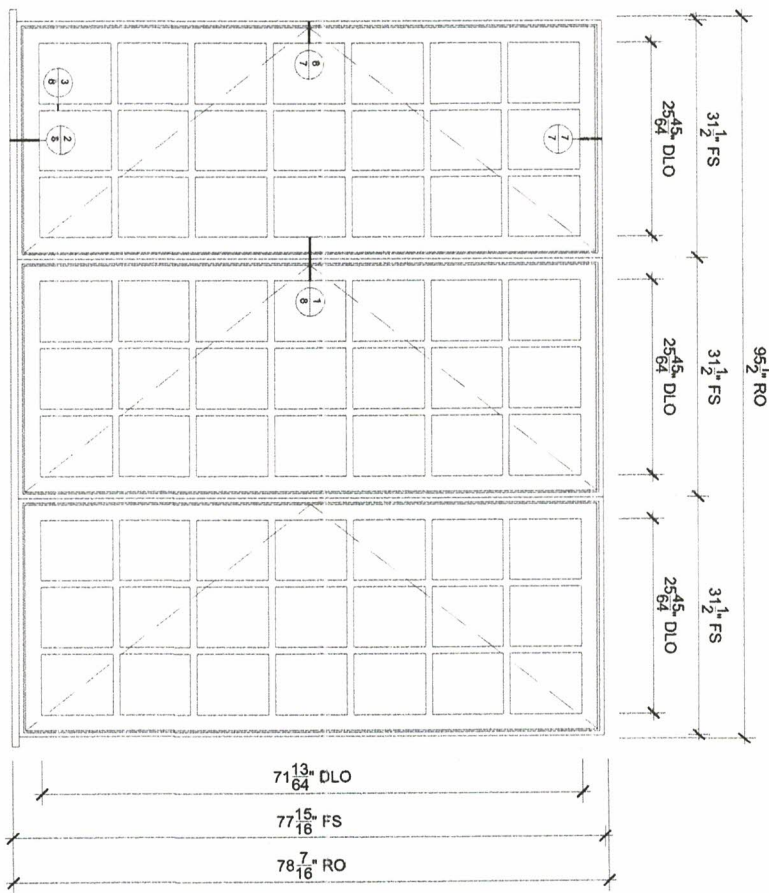 95 1/2" RO
31 1/2" FS
31 1/2" FS
31 1/2" FS
25 45/64" DLO
25 45/64" DLO
25 45/64" DLO
7
7
6
7
3
8
2
8
1
8
71 13/64" DLO
77 15/16" FS
78 7/16" RO